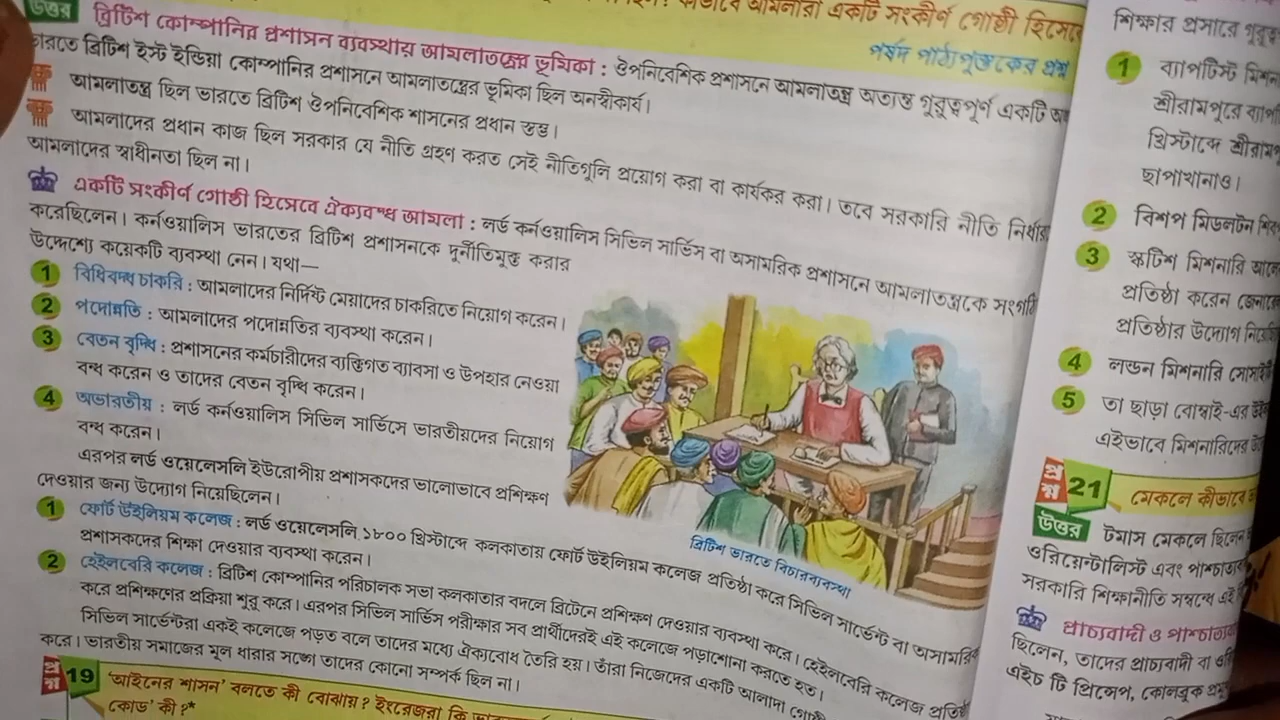 আমলারা একটি সংকীর্ণ গোষ্ঠী হিসেবে
পর্ষদ পাঠ্যপুস্তকের প্রশ্ন
উত্তর ব্রিটিশ কোম্পানির প্রশাসন ব্যবস্থায় আমলাতন্ত্রের ভূমিকা : ঔপনিবেশিক প্রশাসনে আমলাতন্ত্র অত্যন্ত গুরুত্বপূর্ণ একটি
ভারতে ব্রিটিশ ইস্ট ইন্ডিয়া কোম্পানির প্রশাসনে আমলাতন্ত্রের ভূমিকা ছিল অনস্বীকার্য।
আমলাতন্ত্র ছিল ভারতে ব্রিটিশ ঔপনিবেশিক শাসনের প্রধান স্তম্ভ।
আমলাদের প্রধান কাজ ছিল সরকার যে নীতি গ্রহণ করত সেই নীতিগুলি প্রয়োগ করা বা কার্যকর করা। তবে সরকারি নীতি
আমলাদের স্বাধীনতা ছিল না।
একটি সংকীর্ণ গোষ্ঠী হিসেবে ঐক্যবদ্ধ আমলা : লর্ড কর্নওয়ালিস সিভিল সার্ভিস বা অসামরিক প্রশাসনে আমলাতন্ত্রকে
করেছিলেন। কর্নওয়ালিস ভারতের ব্রিটিশ প্রশাসনকে দুর্নীতিমুক্ত করার
উদ্দেশ্যে কয়েকটি ব্যবস্থা নেন। যথা—
1 বিধিবদ্ধ চাকরি : আমলাদের নির্দিষ্ট মেয়াদের চাকরিতে নিয়োগ করেন।
2 পদোন্নতি : আমলাদের পদোন্নতির ব্যবস্থা করেন।
3 বেতন বৃদ্ধি : প্রশাসনের কর্মচারীদের ব্যক্তিগত ব্যাবসা ও উপহার নেওয়া
বন্ধ করেন ও তাদের বেতন বৃদ্ধি করেন।
4 অভারতীয় : লর্ড কর্নওয়ালিস সিভিল সার্ভিসে ভারতীয়দের নিয়োগ
বন্ধ করেন।
এরপর লর্ড ওয়েলেসলি ইউরোপীয় প্রশাসকদের ভালোভাবে প্রশিক্ষণ
দেওয়ার জন্য উদ্যোগ নিয়েছিলেন।
1 ফোর্ট উইলিয়ম কলেজ : লর্ড ওয়েলেসলি ১৮০০ খ্রিস্টাব্দে কলকাতায় ফোর্ট উইলিয়ম কলেজ প্রতিষ্ঠা করে সিভিল সার্ভেন্ট বা অসামরিক
প্রশাসকদের শিক্ষা দেওয়ার ব্যবস্থা করেন।
2 হেইলবেরি কলেজ : ব্রিটিশ কোম্পানির পরিচালক সভা কলকাতার বদলে ব্রিটেনে প্রশিক্ষণ দেওয়ার ব্যবস্থা করে। হেইলবেরি কলেজ
করে প্রশিক্ষণের প্রক্রিয়া শুরু করে। এরপর সিভিল সার্ভিস পরীক্ষার সব প্রার্থীদেরই এই কলেজে পড়াশোনা করতে হত।
সিভিল সার্ভেন্টরা একই কলেজে পড়ত বলে তাদের মধ্যে ঐক্যবোধ তৈরি হয়। তাঁরা নিজেদের একটি আলাদা
করে। ভারতীয় সমাজের মূল ধারার সঙ্গে তাদের কোনো সম্পর্ক ছিল না।
ব্রিটিশ ভারতে বিচারব্যবস্থা
প্রশ্ন 19 ‘আইনের শাসন’ বলতে কী বোঝায়? ইংরেজরা কি
কোড’ কী?*
শিক্ষার প্রসারে
1 ব্যাপটিস্ট
শ্রীরামপুরে
খ্রিস্টাব্দে
ছাপাখানাও।
2 বিশপ মিডলটন
3 স্কটিশ মিশনারি
প্রতিষ্ঠা করেন
প্রতিষ্ঠার উদ্যোগ
4 লন্ডন মিশনারি
5 তা ছাড়া বোম্বাই-এর
এইভাবে মিশনারিদের
প্রশ্ন 21 মেকলে কীভাবে
উত্তর টমাস মেকলে ছিলেন
ওরিয়েন্টালিস্ট এবং
সরকারি শিক্ষানীতি সম্বন্ধে এই
প্রাচ্যবাদী ও
ছিলেন, তাদের প্রাচ্যবাদী বা
এইচ টি প্রিন্সেপ, কোলব্রুক